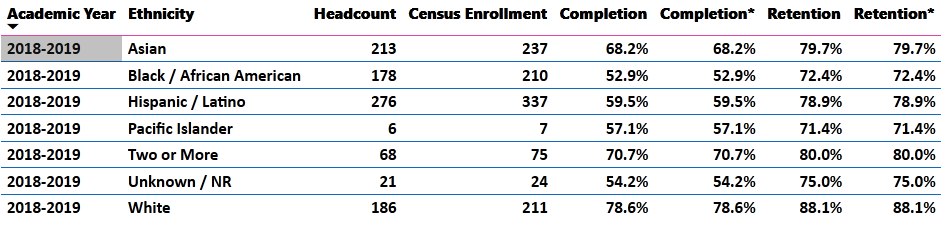 Academic Year Ethnicity Headcount Census Enrollment Completion Completion* Retention Retention*
2018-2019 Asian 213 237 68.2% 68.2% 79.7% 79.7%
2018-2019 Black / African American 178 210 52.9% 52.9% 72.4% 72.4%
2018-2019 Hispanic / Latino 276 337 59.5% 59.5% 78.9% 78.9%
2018-2019 Pacific Islander 6 7 57.1% 57.1% 71.4% 71.4%
2018-2019 Two or More 68 75 70.7% 70.7% 80.0% 80.0%
2018-2019 Unknown / NR 21 24 54.2% 54.2% 75.0% 75.0%
2018-2019 White 186 211 78.6% 78.6% 88.1% 88.1%